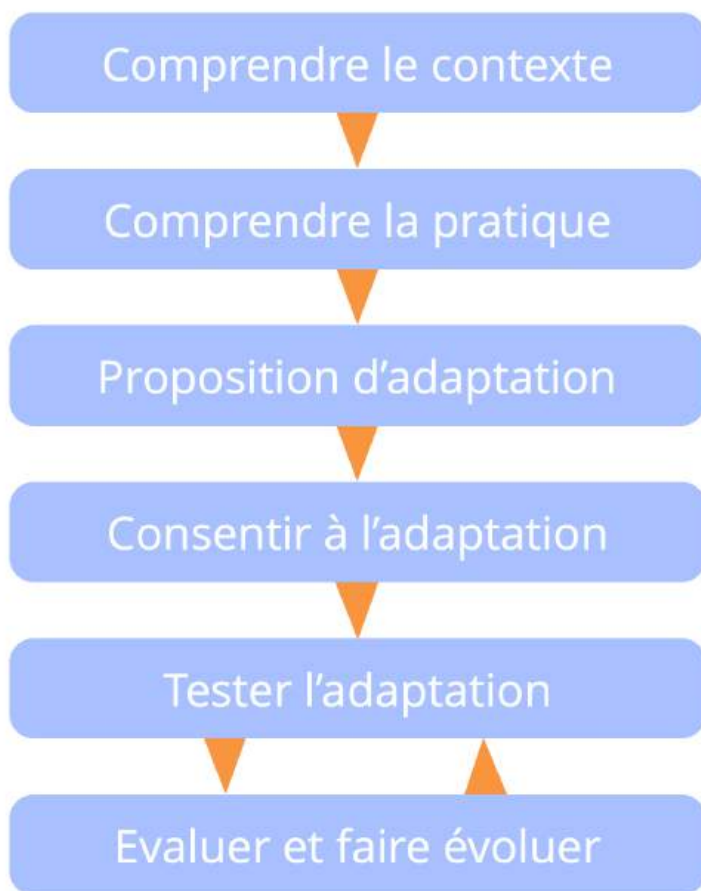 Comprendre le contexte
Comprendre la pratique
Proposition d’adaptation
Consentir à l’adaptation
Tester l’adaptation
Evaluer et faire évoluer